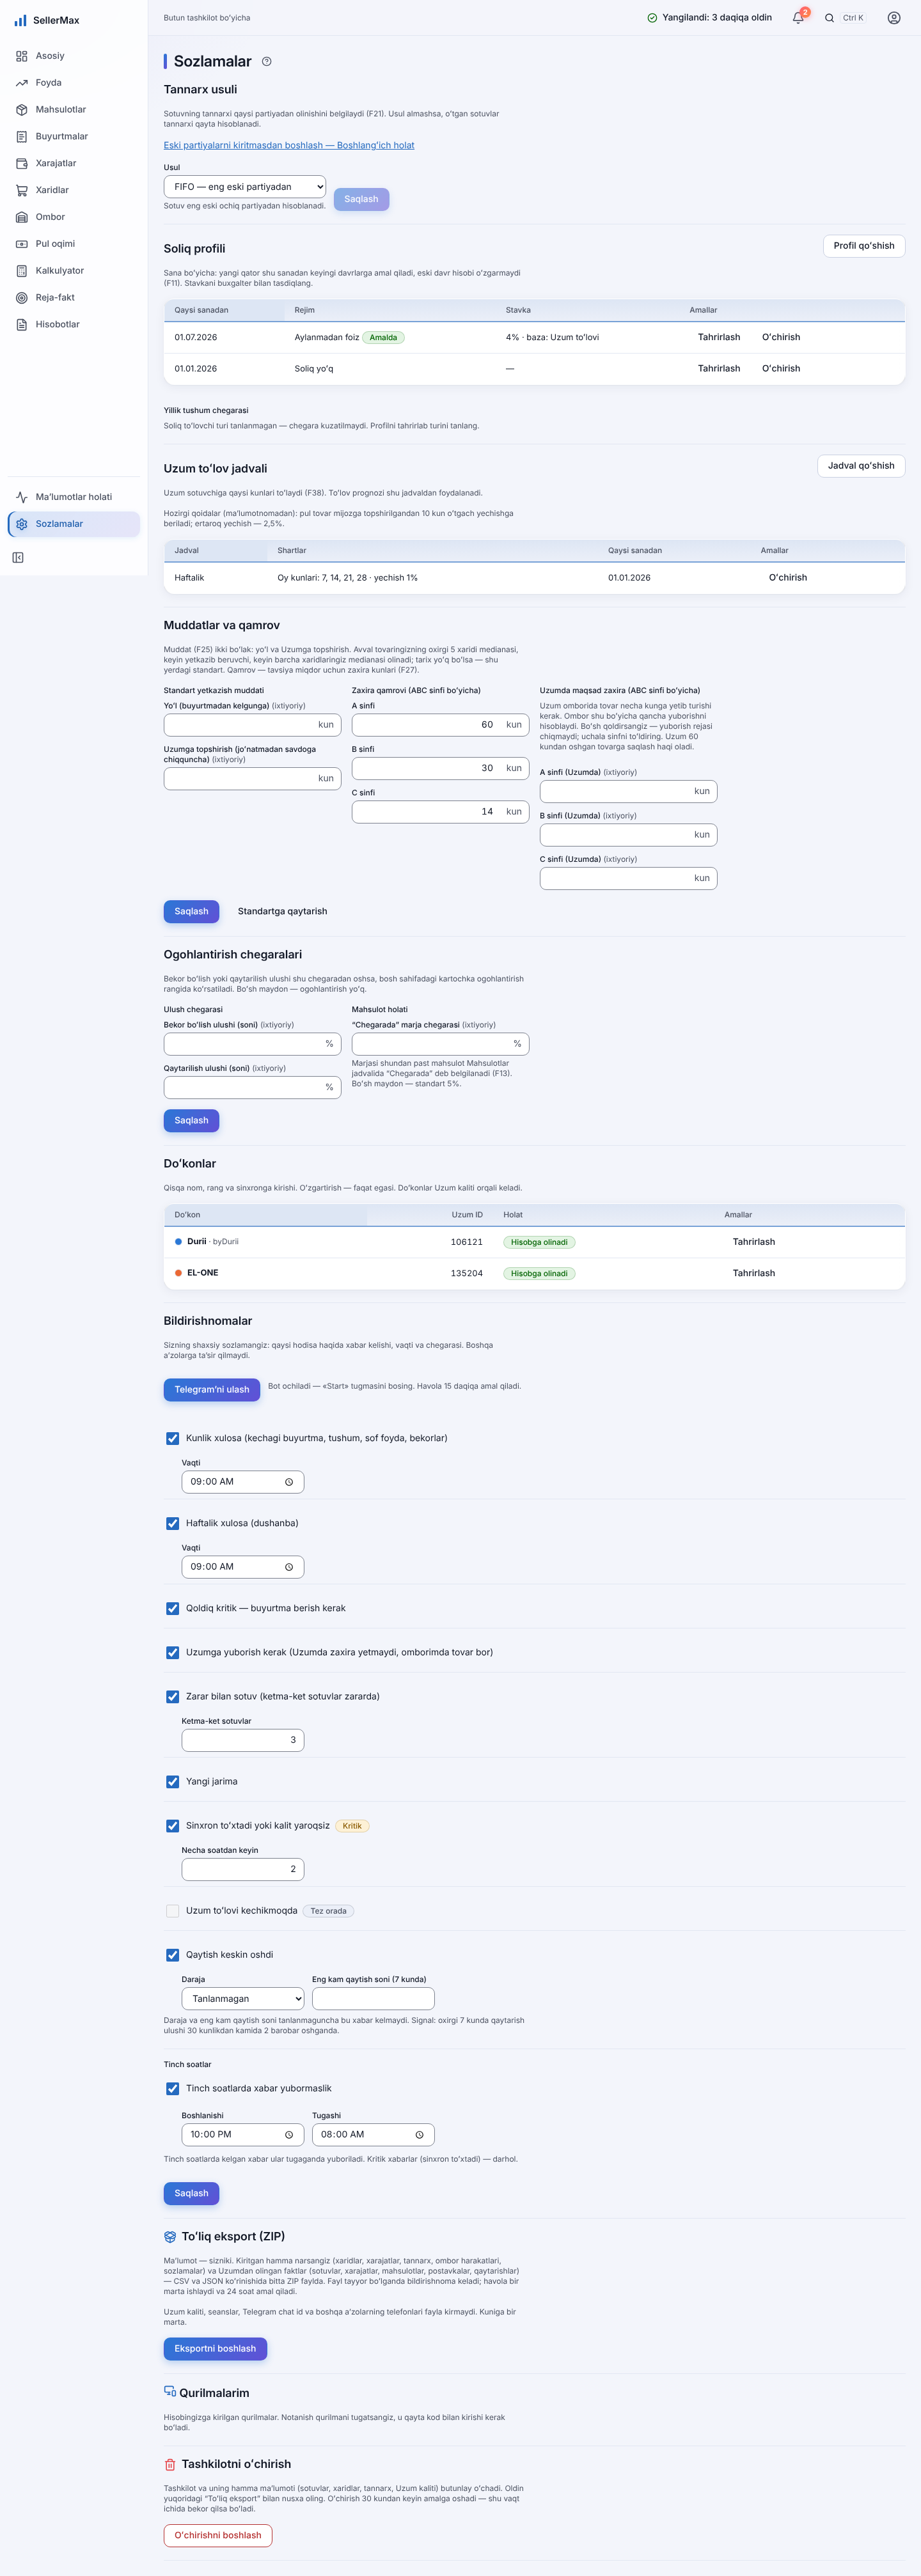 SellerMax
Butun tashkilot bo'yicha
Yangilandi: 3 daqiqa oldin
2
Ctrl K
Asosiy
Foyda
Mahsulotlar
Buyurtmalar
Xarajatlar
Xaridlar
Ombor
Pul oqimi
Kalkulyator
Reja-fakt
Hisobotlar
Ma'lumotlar holati
Sozlamalar
Sozlamalar
Tannarx usuli
Sotuvning tannarxi qaysi partiyadan olinishini belgilaydi (F21). Usul almashsa, o'tgan sotuvlar
tannarxi qayta hisoblanadi.
Eski partiyalarni kiritmasdan boshlash — Boshlang'ich holat
Usul
FIFO — eng eski partiyadan
Saqlash
Sotuv eng eski ochiq partiyadan hisoblanadi.
Soliq profili
Profil qo'shish
Sana bo'yicha: yangi qator shu sanadan keyingi davrlarga amal qiladi, eski davr hisobi o'zgarmaydi
(F11). Stavkani buxgalter bilan tasdiqlang.
Qaysi sanadan Rejim Stavka Amallar
01.07.2026 Aylanmadan foiz Amalda 4% · baza: Uzum to'lovi Tahrirlash O'chirish
01.01.2026 Soliq yo'q — Tahrirlash O'chirish
Yillik tushum chegarasi
Soliq to'lovchi turi tanlanmagan — chegara kuzatilmaydi. Profilni tahrirlab turini tanlang.
Uzum to'lov jadvali
Jadval qo'shish
Uzum sotuvchiga qaysi kunlari to'laydi (F38). To'lov prognozi shu jadvaldan foydalanadi.
Hozirgi qoidalar (ma'lumotnomadan): pul tovar mijozga topshirilgandan 10 kun o'tgach yechishga
beriladi; ertaroq yechish — 2,5%.
Jadval Shartlar Qaysi sanadan Amallar
Haftalik Oy kunlari: 7, 14, 21, 28 · yechish 1% 01.01.2026 O'chirish
Muddatlar va qamrov
Muddat (F25) ikki bo'lak: yo'l va Uzumga topshirish. Avval tovaringizning oxirgi 5 xaridi medianasi,
keyin yetkazib beruvchi, keyin barcha xaridlaringiz medianasi olinadi; tarix yo'q bo'lsa — shu
yerdagi standart. Qamrov — tavsiya miqdor uchun zaxira kunlari (F27).
Standart yetkazish muddati
Yo'l (buyurtmadan kelgunga) (ixtiyoriy)
kun
Uzumga topshirish (jo'natmadan savdoga
chiqquncha) (ixtiyoriy)
kun
Zaxira qamrovi (ABC sinfi bo'yicha)
A sinfi
60 kun
B sinfi
30 kun
C sinfi
14 kun
Uzumda maqsad zaxira (ABC sinfi bo'yicha)
Uzum omborida tovar necha kunga yetib turishi
kerak. Ombor shu bo'yicha qancha yuborishni
hisoblaydi. Bo'sh qoldirsangiz — yuborish rejasi
chiqmaydi; uchala sinfni to'ldiring. Uzum 60
kundan oshgan tovarga saqlash haqi oladi.
A sinfi (Uzumda) (ixtiyoriy)
kun
B sinfi (Uzumda) (ixtiyoriy)
kun
C sinfi (Uzumda) (ixtiyoriy)
kun
Saqlash Standartga qaytarish
Ogohlantirish chegaralari
Bekor bo'lish yoki qaytarilish ulushi shu chegaradan oshsa, bosh sahifadagi kartochka ogohlantirish
rangida ko'rsatiladi. Bo'sh maydon — ogohlantirish yo'q.
Ulush chegarasi
Bekor bo'lish ulushi (soni) (ixtiyoriy)
%
Qaytarilish ulushi (soni) (ixtiyoriy)
%
Mahsulot holati
"Chegarada" marja chegarasi (ixtiyoriy)
%
Marjasi shundan past mahsulot Mahsulotlar
jadvalida "Chegarada" deb belgilanadi (F13).
Bo'sh maydon — standart 5%.
Saqlash
Do'konlar
Qisqa nom, rang va sinxronga kirishi. O'zgartirish — faqat egasi. Do'konlar Uzum kaliti orqali keladi.
Do'kon Uzum ID Holat Amallar
Durii · byDurii 106121 Hisobga olinadi Tahrirlash
EL-ONE 135204 Hisobga olinadi Tahrirlash
Bildirishnomalar
Sizning shaxsiy sozlamangiz: qaysi hodisa haqida xabar kelishi, vaqti va chegarasi. Boshqa
a'zolarga ta'sir qilmaydi.
Telegram'ni ulash Bot ochiladi — «Start» tugmasini bosing. Havola 15 daqiqa amal qiladi.
Kunlik xulosa (kechagi buyurtma, tushum, sof foyda, bekorlar)
Vaqti
09:00 AM
Haftalik xulosa (dushanba)
Vaqti
09:00 AM
Qoldiq kritik — buyurtma berish kerak
Uzumga yuborish kerak (Uzumda zaxira yetmaydi, omborimda tovar bor)
Zarar bilan sotuv (ketma-ket sotuvlar zararda)
Ketma-ket sotuvlar
3
Yangi jarima
Sinxron to'xtadi yoki kalit yaroqsiz Kritik
Necha soatdan keyin
2
Uzum to'lovi kechikmoqda Tez orada
Qaytish keskin oshdi
Daraja Eng kam qaytish soni (7 kunda)
Tanlanmagan
Daraja va eng kam qaytish soni tanlanmaguncha bu xabar kelmaydi. Signal: oxirgi 7 kunda qaytarish
ulushi 30 kunlikdan kamida 2 barobar oshganda.
Tinch soatlar
Tinch soatlarda xabar yubormaslik
Boshlanishi Tugashi
10:00 PM 08:00 AM
Tinch soatlarda kelgan xabar ular tugaganda yuboriladi. Kritik xabarlar (sinxron to'xtadi) — darhol.
Saqlash
To'liq eksport (ZIP)
Ma'lumot — sizniki. Kiritgan hamma narsangiz (xaridlar, xarajatlar, tannarx, ombor harakatlari,
sozlamalar) va Uzumdan olingan faktlar (sotuvlar, xarajatlar, mahsulotlar, postavkalar, qaytarishlar)
— CSV va JSON ko'rinishida bitta ZIP faylda. Fayl tayyor bo'lganda bildirishnoma keladi; havola bir
marta ishlaydi va 24 soat amal qiladi.
Uzum kaliti, seanslar, Telegram chat id va boshqa a'zolarning telefonlari faylga kirmaydi. Kuniga bir
marta.
Eksportni boshlash
Qurilmalarim
Hisobingizga kirilgan qurilmalar. Notanish qurilmani tugatsangiz, u qayta kod bilan kirishi kerak
bo'ladi.
Tashkilotni o'chirish
Tashkilot va uning hamma ma'lumoti (sotuvlar, xaridlar, tannarx, Uzum kaliti) butunlay o'chadi. Oldin
yuqoridagi "To'liq eksport" bilan nusxa oling. O'chirish 30 kundan keyin amalga oshadi — shu vaqt
ichida bekor qilsa bo'ladi.
O'chirishni boshlash